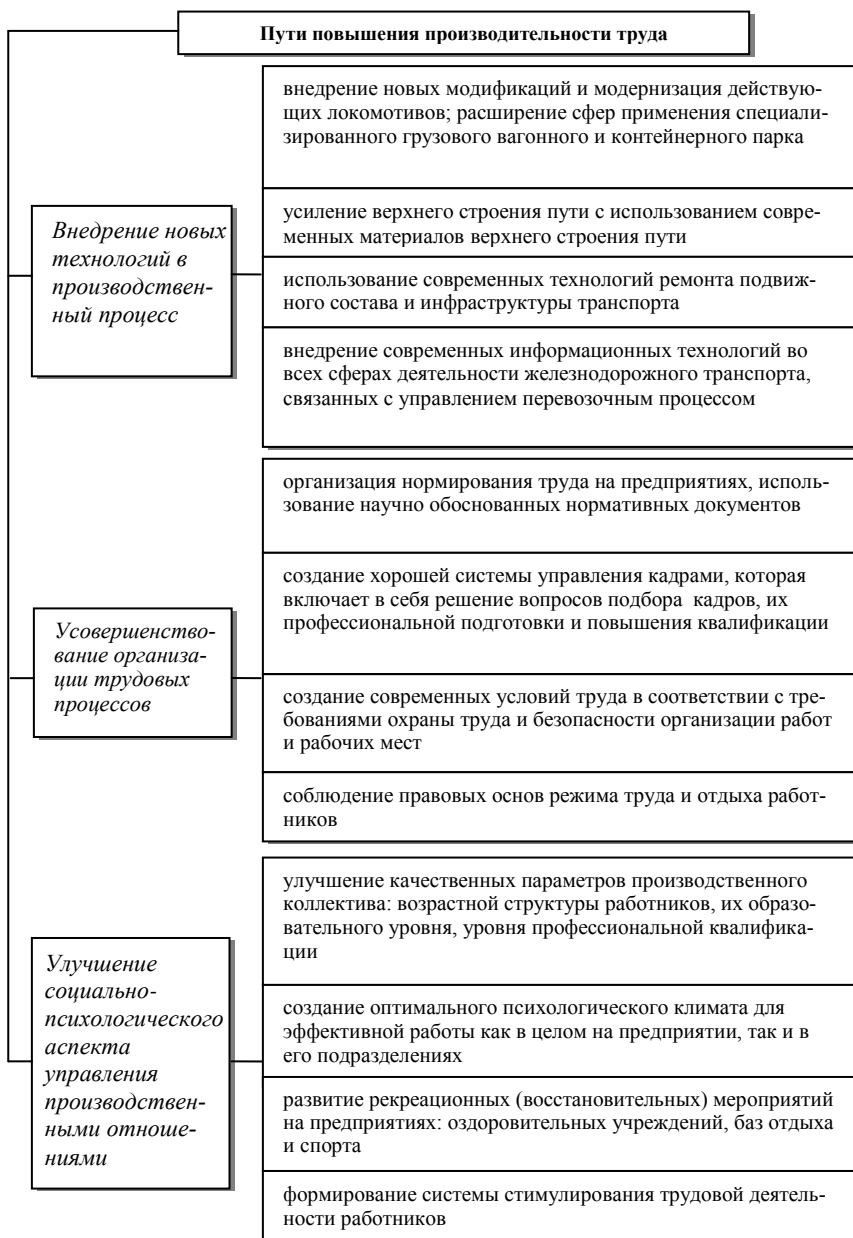 Пути повышения производительности труда
внедрение новых модификаций и модернизация действую-
щих локомотивов; расширение сфер применения специали-
зированного грузового вагонного и контейнерного парка
усиление верхнего строения пути с использованием совре-
менных материалов верхнего строения пути
Внедрение новых
технологий в
производствен-
ный процесс
использование современных технологий ремонта подвиж-
ного состава и инфраструктуры транспорта
внедрение современных информационных технологий во
всех сферах деятельности железнодорожного транспорта,
связанных с управлением перевозочным процессом
организация нормирования труда на предприятиях, исполь-
зование научно обоснованных нормативных документов
создание хорошей системы управления кадрами, которая
включает в себя решение вопросов подбора  кадров, их
профессиональной подготовки и повышения квалификации
Усовершенство-
вание организа-
ции трудовых
процессов
создание современных условий труда в соответствии с тре-
бованиями охраны труда и безопасности организации работ
и рабочих мест
соблюдение правовых основ режима труда и отдыха работ-
ников
улучшение качественных параметров производственного
коллектива: возрастной структуры работников, их образо-
вательного уровня, уровня профессиональной квалифика-
ции
Улучшение
социально-
психологического
аспекта
управления
производствен-
ными отноше-
ниями
создание оптимального психологического климата для
эффективной работы как в целом на предприятии, так и в
его подразделениях
развитие рекреационных (восстановительных) мероприятий
на предприятиях: оздоровительных учреждений, баз отдыха
и спорта
формирование системы стимулирования трудовой деятель-
ности работников